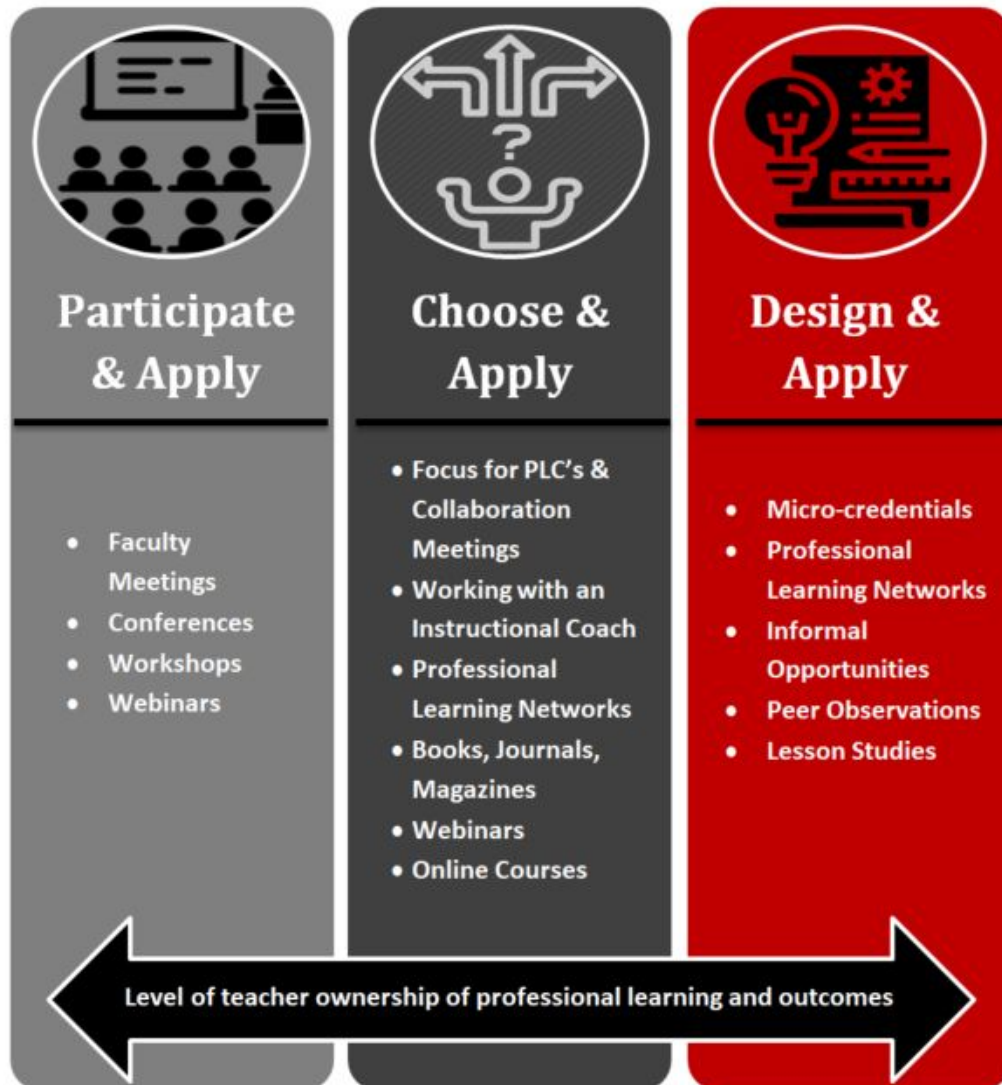 Participate
& Apply
• Faculty
Meetings
• Conferences
• Workshops
• Webinars
Choose &
Apply
• Focus for PLC's &
Collaboration
Meetings
• Working with an
Instructional Coach
• Professional
Learning Networks
• Books, Journals,
Magazines
• Webinars
• Online Courses
Design &
Apply
• Micro-credentials
• Professional
Learning Networks
• Informal
Opportunities
• Peer Observations
• Lesson Studies
Level of teacher ownership of professional learning and outcomes